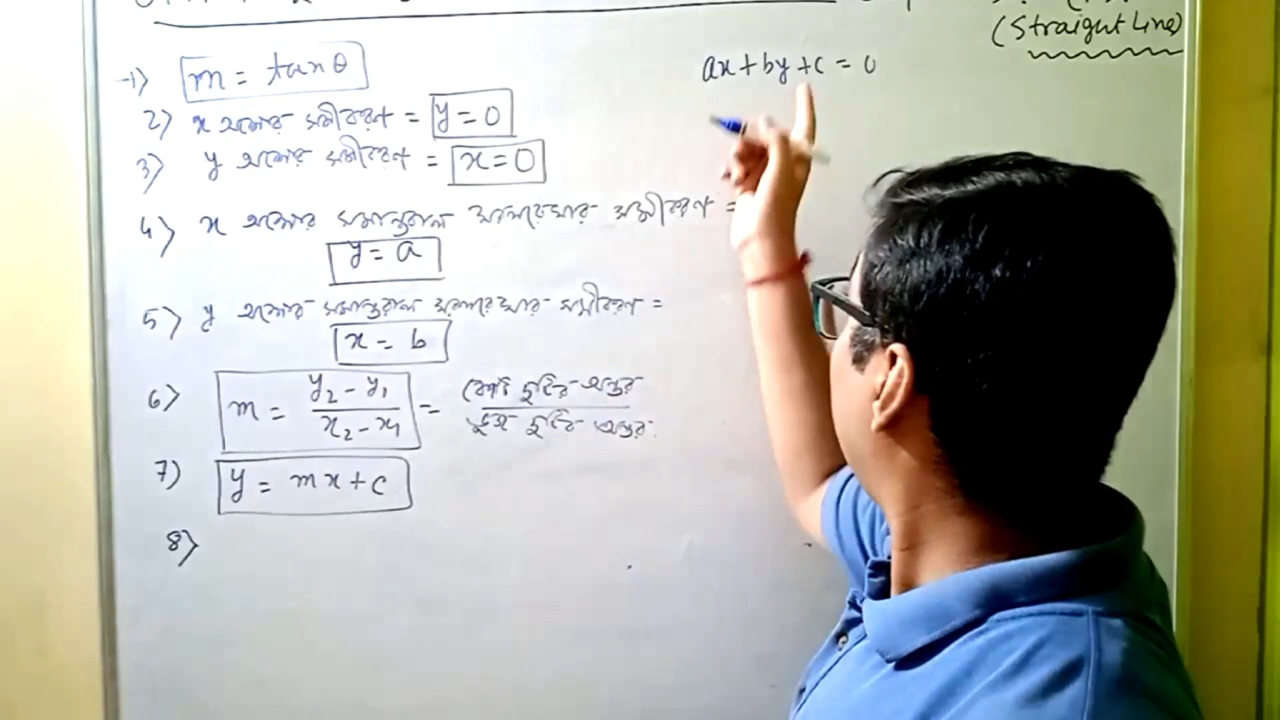 (Straight Line)
ax + by + c = 0
1) m = tan θ
2) x অক্ষের সমীকরণ = y = 0
3) y অক্ষের সমীকরণ = x = 0
4) x অক্ষের সমান্তরাল সরলরেখার সমীকরণ =
y = a
5) y অক্ষের সমান্তরাল সরলরেখার সমীকরণ =
x = b
6) m = y₂ - y₁ / x₂ - x₁ = কোটি দুটির অন্তর / ভুজ দুটির অন্তর
7) y = mx + c
8)